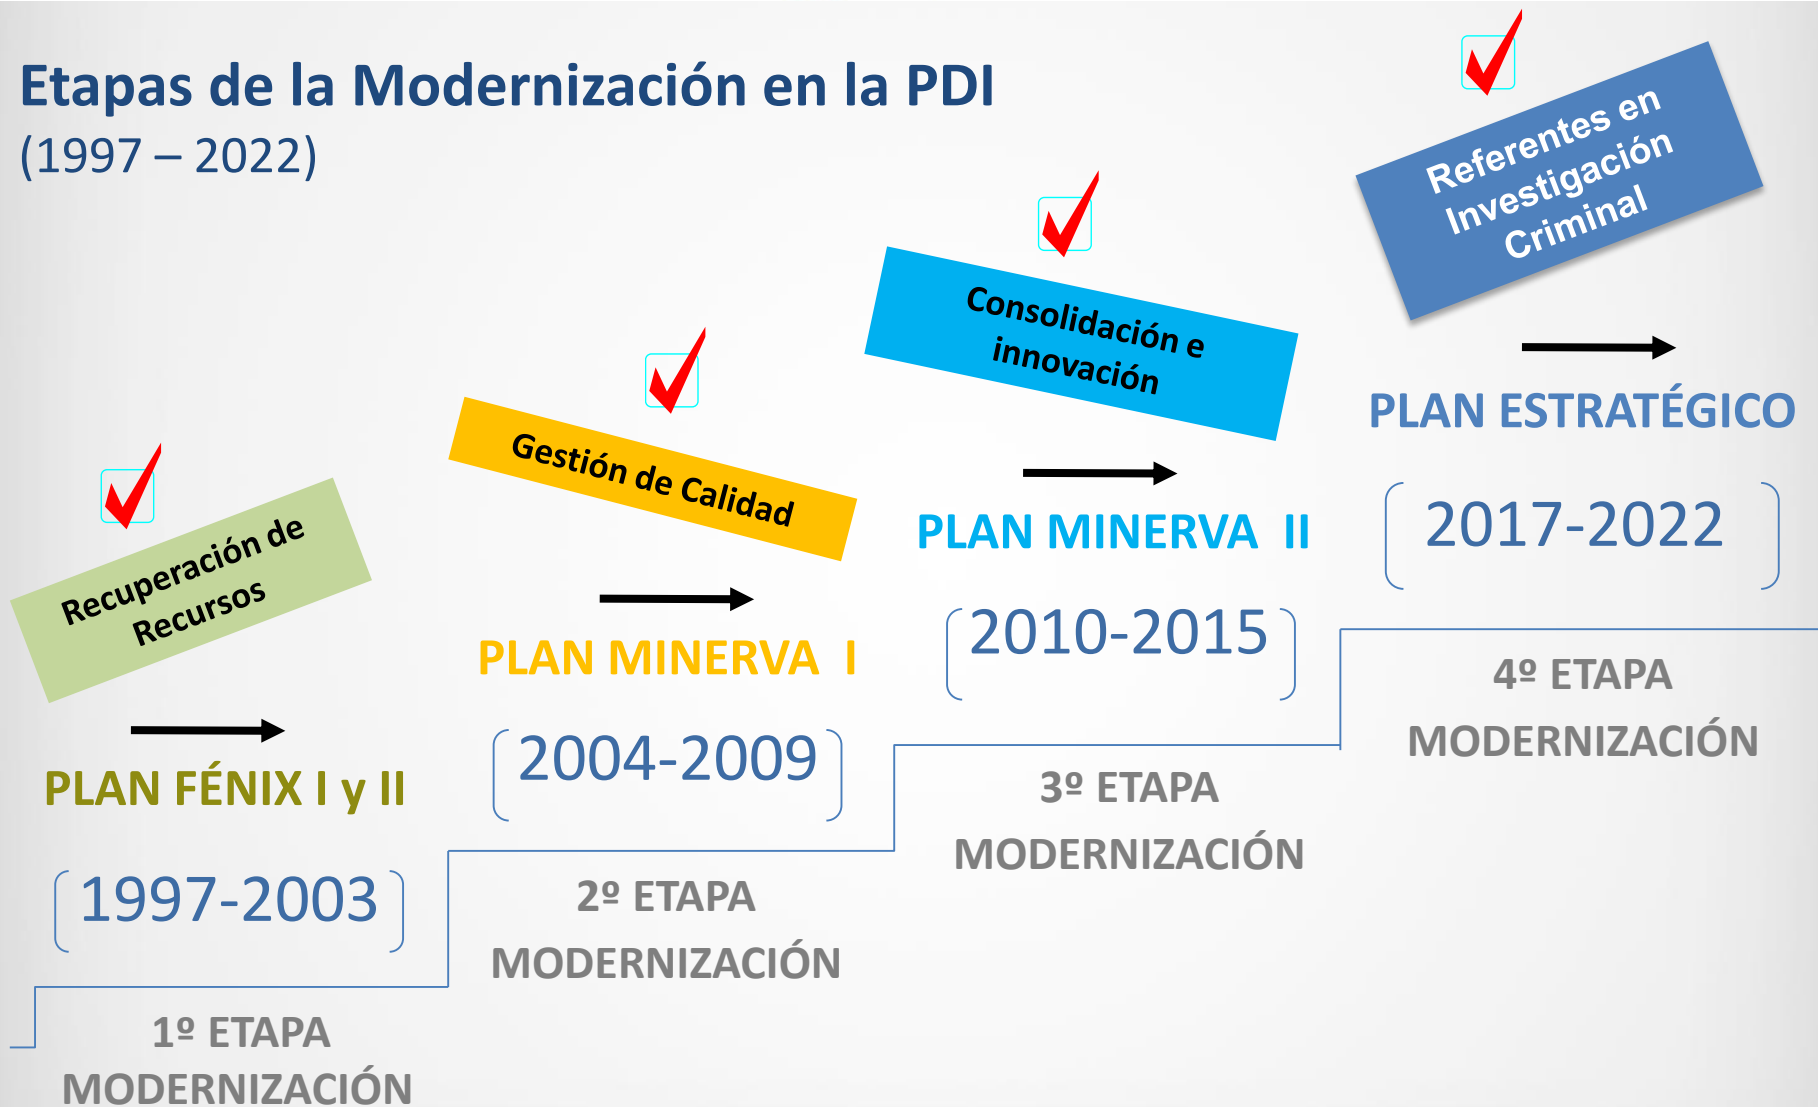 Etapas de la Modernización en la PDI
(1997 – 2022)
Recuperación de
Recursos
PLAN FÉNIX I y II
1997-2003
1º ETAPA
MODERNIZACIÓN
Gestión de Calidad
PLAN MINERVA I
2004-2009
2º ETAPA
MODERNIZACIÓN
Consolidación e
innovación
PLAN MINERVA II
2010-2015
3º ETAPA
MODERNIZACIÓN
Referentes en
Investigación
Criminal
PLAN ESTRATÉGICO
2017-2022
4º ETAPA
MODERNIZACIÓN